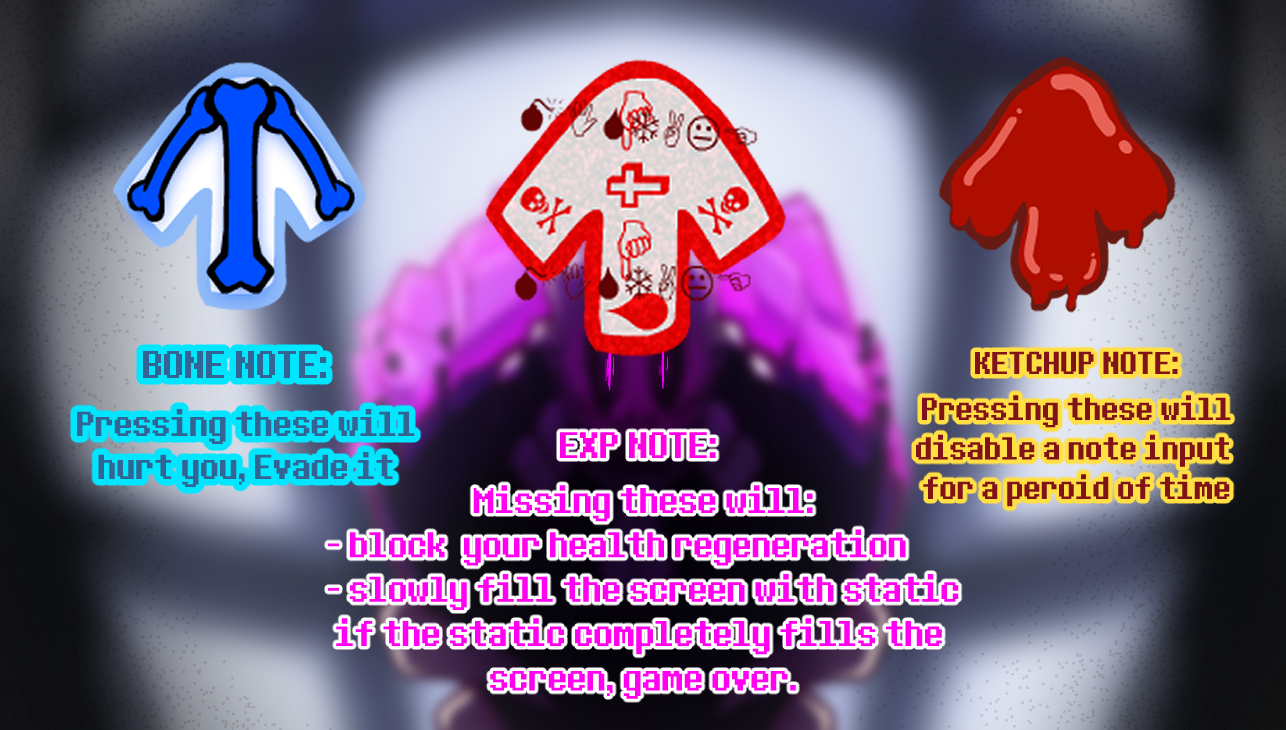 BONE NOTE:
Pressing these will
hurt you, Evade it
EXP NOTE:
Missing these will:
- block your health regeneration
- slowly fill the screen with static
if the static completely fills the
screen, game over.
KETCHUP NOTE:
Pressing these will
disable a note input
for a peroid of time